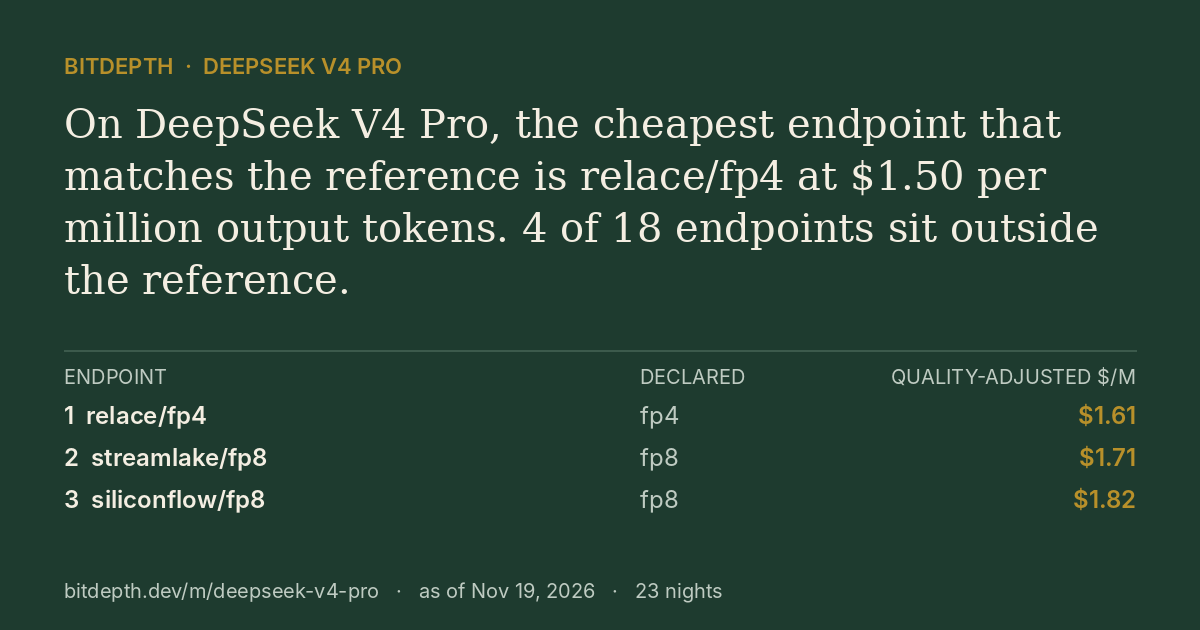 BITDEPTH · DEEPSEEK V4 PRO
On DeepSeek V4 Pro, the cheapest endpoint that
matches the reference is relace/fp4 at $1.50 per
million output tokens. 4 of 18 endpoints sit outside
the reference.
ENDPOINT DECLARED QUALITY-ADJUSTED $/M
1 relace/fp4 fp4 $1.61
2 streamlake/fp8 fp8 $1.71
3 siliconflow/fp8 fp8 $1.82
bitdepth.dev/m/deepseek-v4-pro · as of Nov 19, 2026 · 23 nights